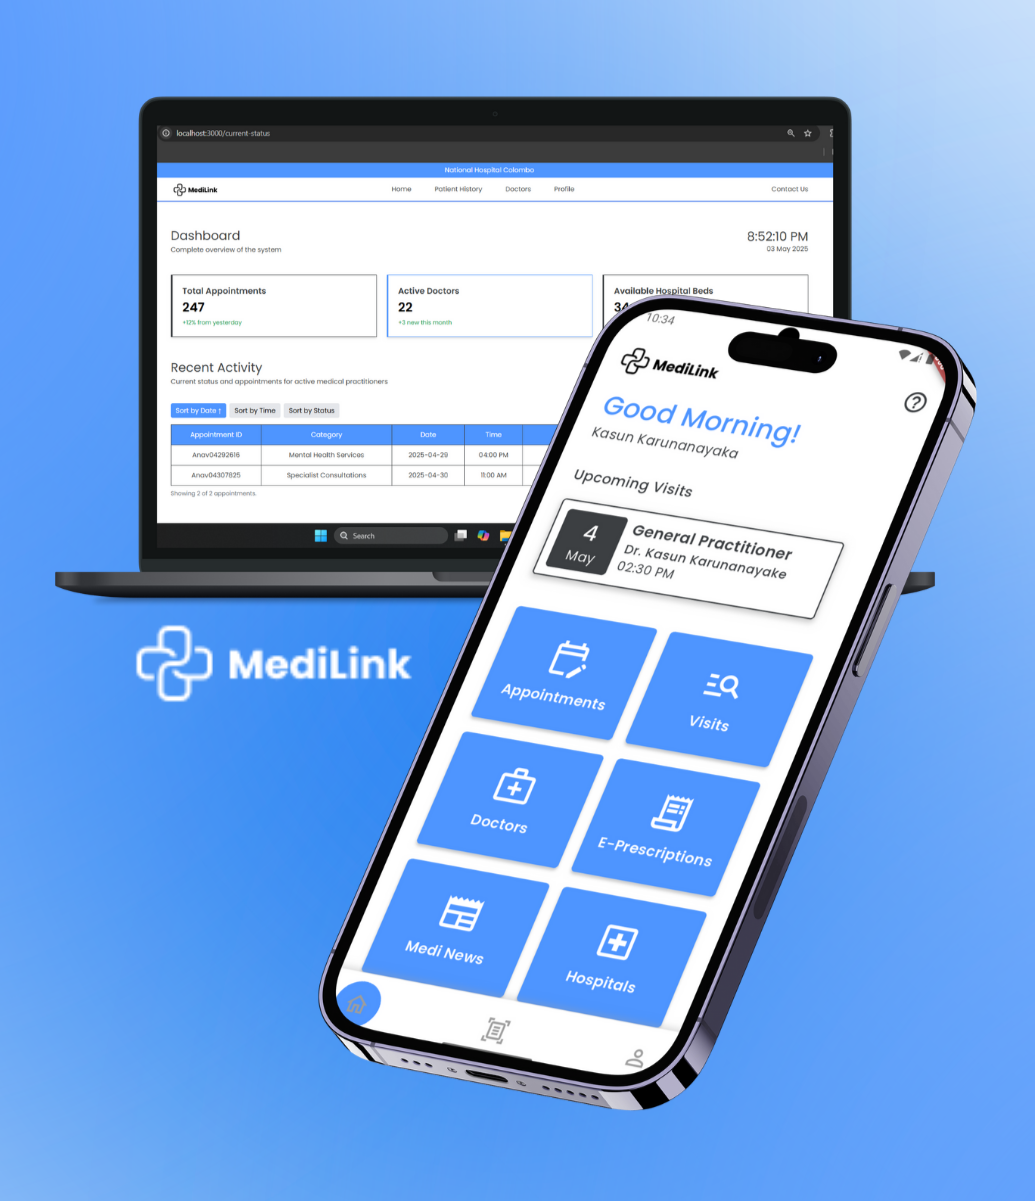 localhost:3000/current-status
National Hospital Colombo
MediLink
Home Patient History Doctors Profile Contact Us
Dashboard
Complete overview of the system
8:52:10 PM
03 May 2025
Total Appointments
247
+12% from yesterday
Active Doctors
22
+3 new this month
Available Hospital Beds
Recent Activity
Current status and appointments for active medical practitioners
Sort by Date ↑ Sort by Time Sort by Status
Appointment ID Category Date Time
Anav04292616 Mental Health Services 2025-04-29 04:00 PM
Anav04307825 Specialist Consultations 2025-04-30 11:00 AM
Showing 2 of 2 appointments.
Search
MediLink
10:34
MediLink
Good Morning!
Kasun Karunanayaka
Upcoming Visits
4
May
General Practitioner
Dr. Kasun Karunanayake
02:30 PM
Appointments
Visits
Doctors
E-Prescriptions
Medi News
Hospitals